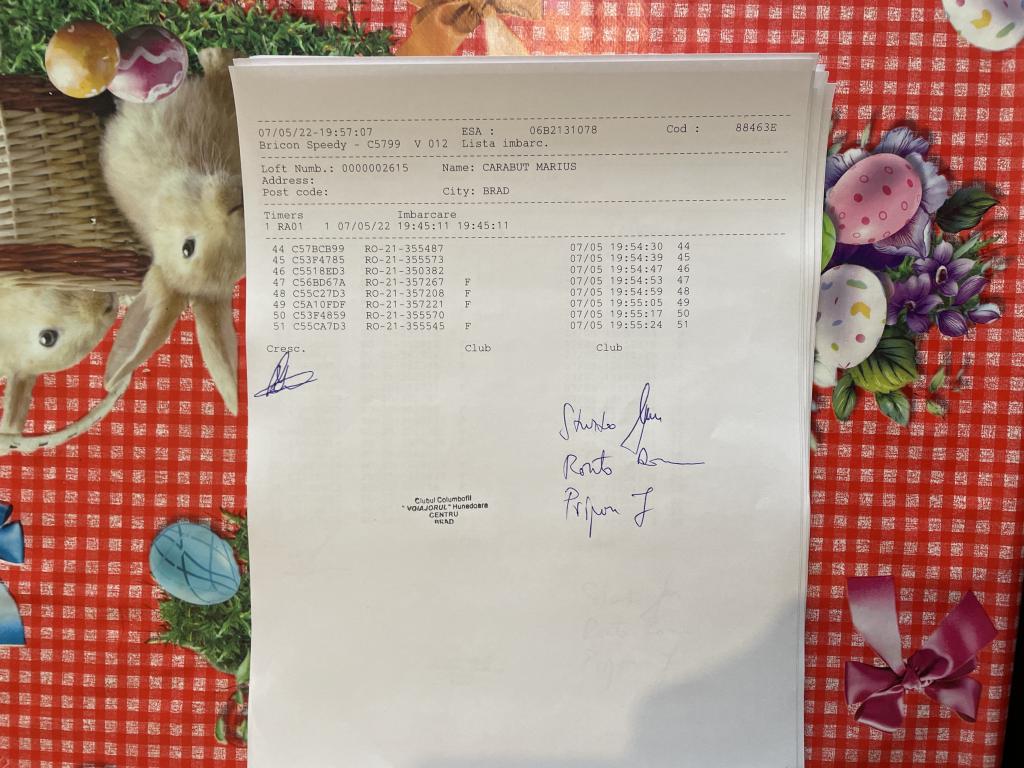 07/05/22-19:57:07 ESA : 06B2131078 Cod : 88463E
Bricon Speedy - C5799 V 012 Lista imbarc.
Loft Numb.: 0000002615 Name: CARABUT MARIUS
Address:
Post code: City: BRAD
Timers Imbarcare
1 RA01 1 07/05/22 19:45:11 19:45:11
44 C57BCB99 RO-21-355487 07/05 19:54:30 44
45 C53F4785 RO-21-355573 07/05 19:54:39 45
46 C5518ED3 RO-21-350382 07/05 19:54:47 46
47 C56BD67A RO-21-357267 F 07/05 19:54:53 47
48 C55C27D3 RO-21-357208 F 07/05 19:54:59 48
49 C5A10FDF RO-21-357221 F 07/05 19:55:05 49
50 C53F4859 RO-21-355570 07/05 19:55:17 50
51 C55CA7D3 RO-21-355545 F 07/05 19:55:24 51
Cresc. Club Club
Clubul Columbofil
"VOIAJORUL" Hunedoara
CENTRU
BRAD